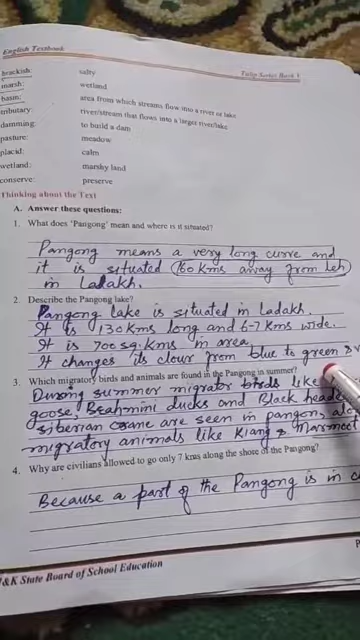 English Textbook
Tulip Series Book 3
brackish: salty
marsh: wetland
basin: area from which streams flow into a river or lake
tributary: river/stream that flows into a larger river/lake
damming: to build a dam
pasture: meadow
placid: calm
wetland: marsky land
conserve: preserve
Thinking about the Text
A. Answer these questions:
1. What does 'Pangong' mean and where is it situated?
Pangong means a very long curve and
it is situated 160 kms away from Leh
in Ladakh.
2. Describe the Pangong lake?
Pangong lake is situated in Ladakh.
It is 130 kms long and 6-7 kms wide.
It is 700 sq. kms in area.
It changes its clour from blue to green &
3. Which migratory birds and animals are found in the Pangong in summer?
During summer migrator birds like
goose, Brahmini ducks and Black headed
siberian crane are seen in pangong
migratory animals like Kiang & Marmoet
4. Why are civilians allowed to go only 7 kms along the shore of the Pangong?
Because a part of the Pangong is in
J&K State Board of School Education